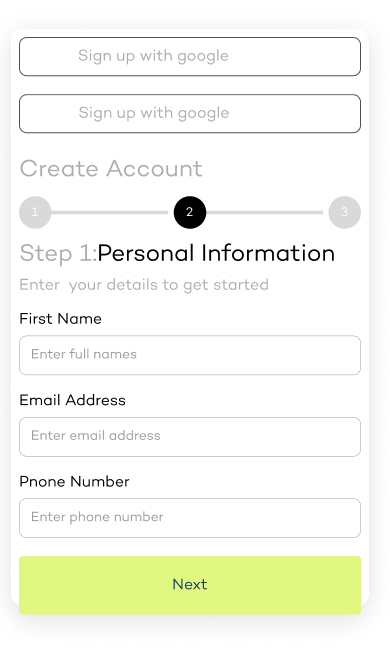 Sign up with google
Sign up with google
Create Account
1 2 3
Step 1:Personal Information
Enter your details to get started
First Name
Enter full names
Email Address
Enter email address
Pnone Number
Enter phone number
Next